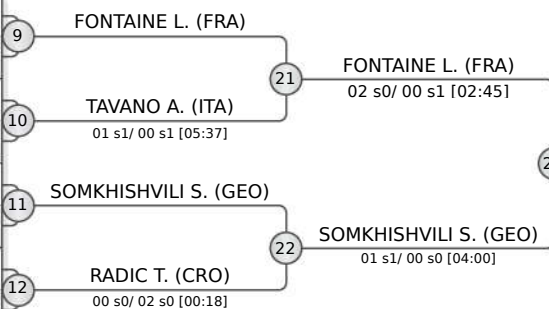 FONTAINE L. (FRA)
9
21
FONTAINE L. (FRA)
02 s0/ 00 s1 [02:45]
TAVANO A. (ITA)
10
01 s1/ 00 s1 [05:37]
SOMKHISHVILI S. (GEO)
11
22
SOMKHISHVILI S. (GEO)
01 s1/ 00 s0 [04:00]
RADIC T. (CRO)
12
00 s0/ 02 s0 [00:18]